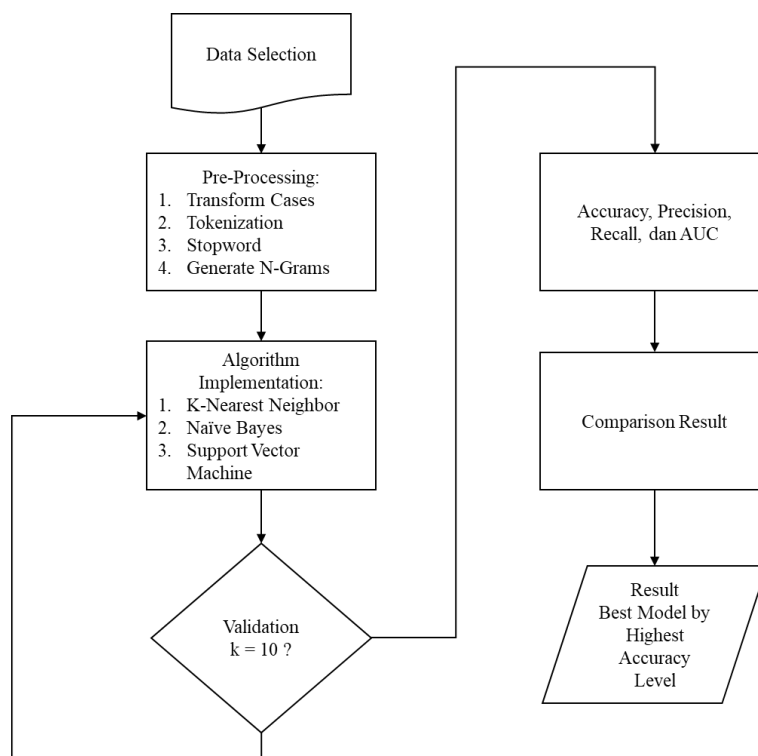 Data Selection
Pre-Processing:
1. Transform Cases
2. Tokenization
3. Stopword
4. Generate N-Grams
Algorithm
Implementation:
1. K-Nearest Neighbor
2. Naïve Bayes
3. Support Vector
Machine
Validation
k = 10 ?
Accuracy, Precision,
Recall, dan AUC
Comparison Result
Result
Best Model by
Highest
Accuracy
Level